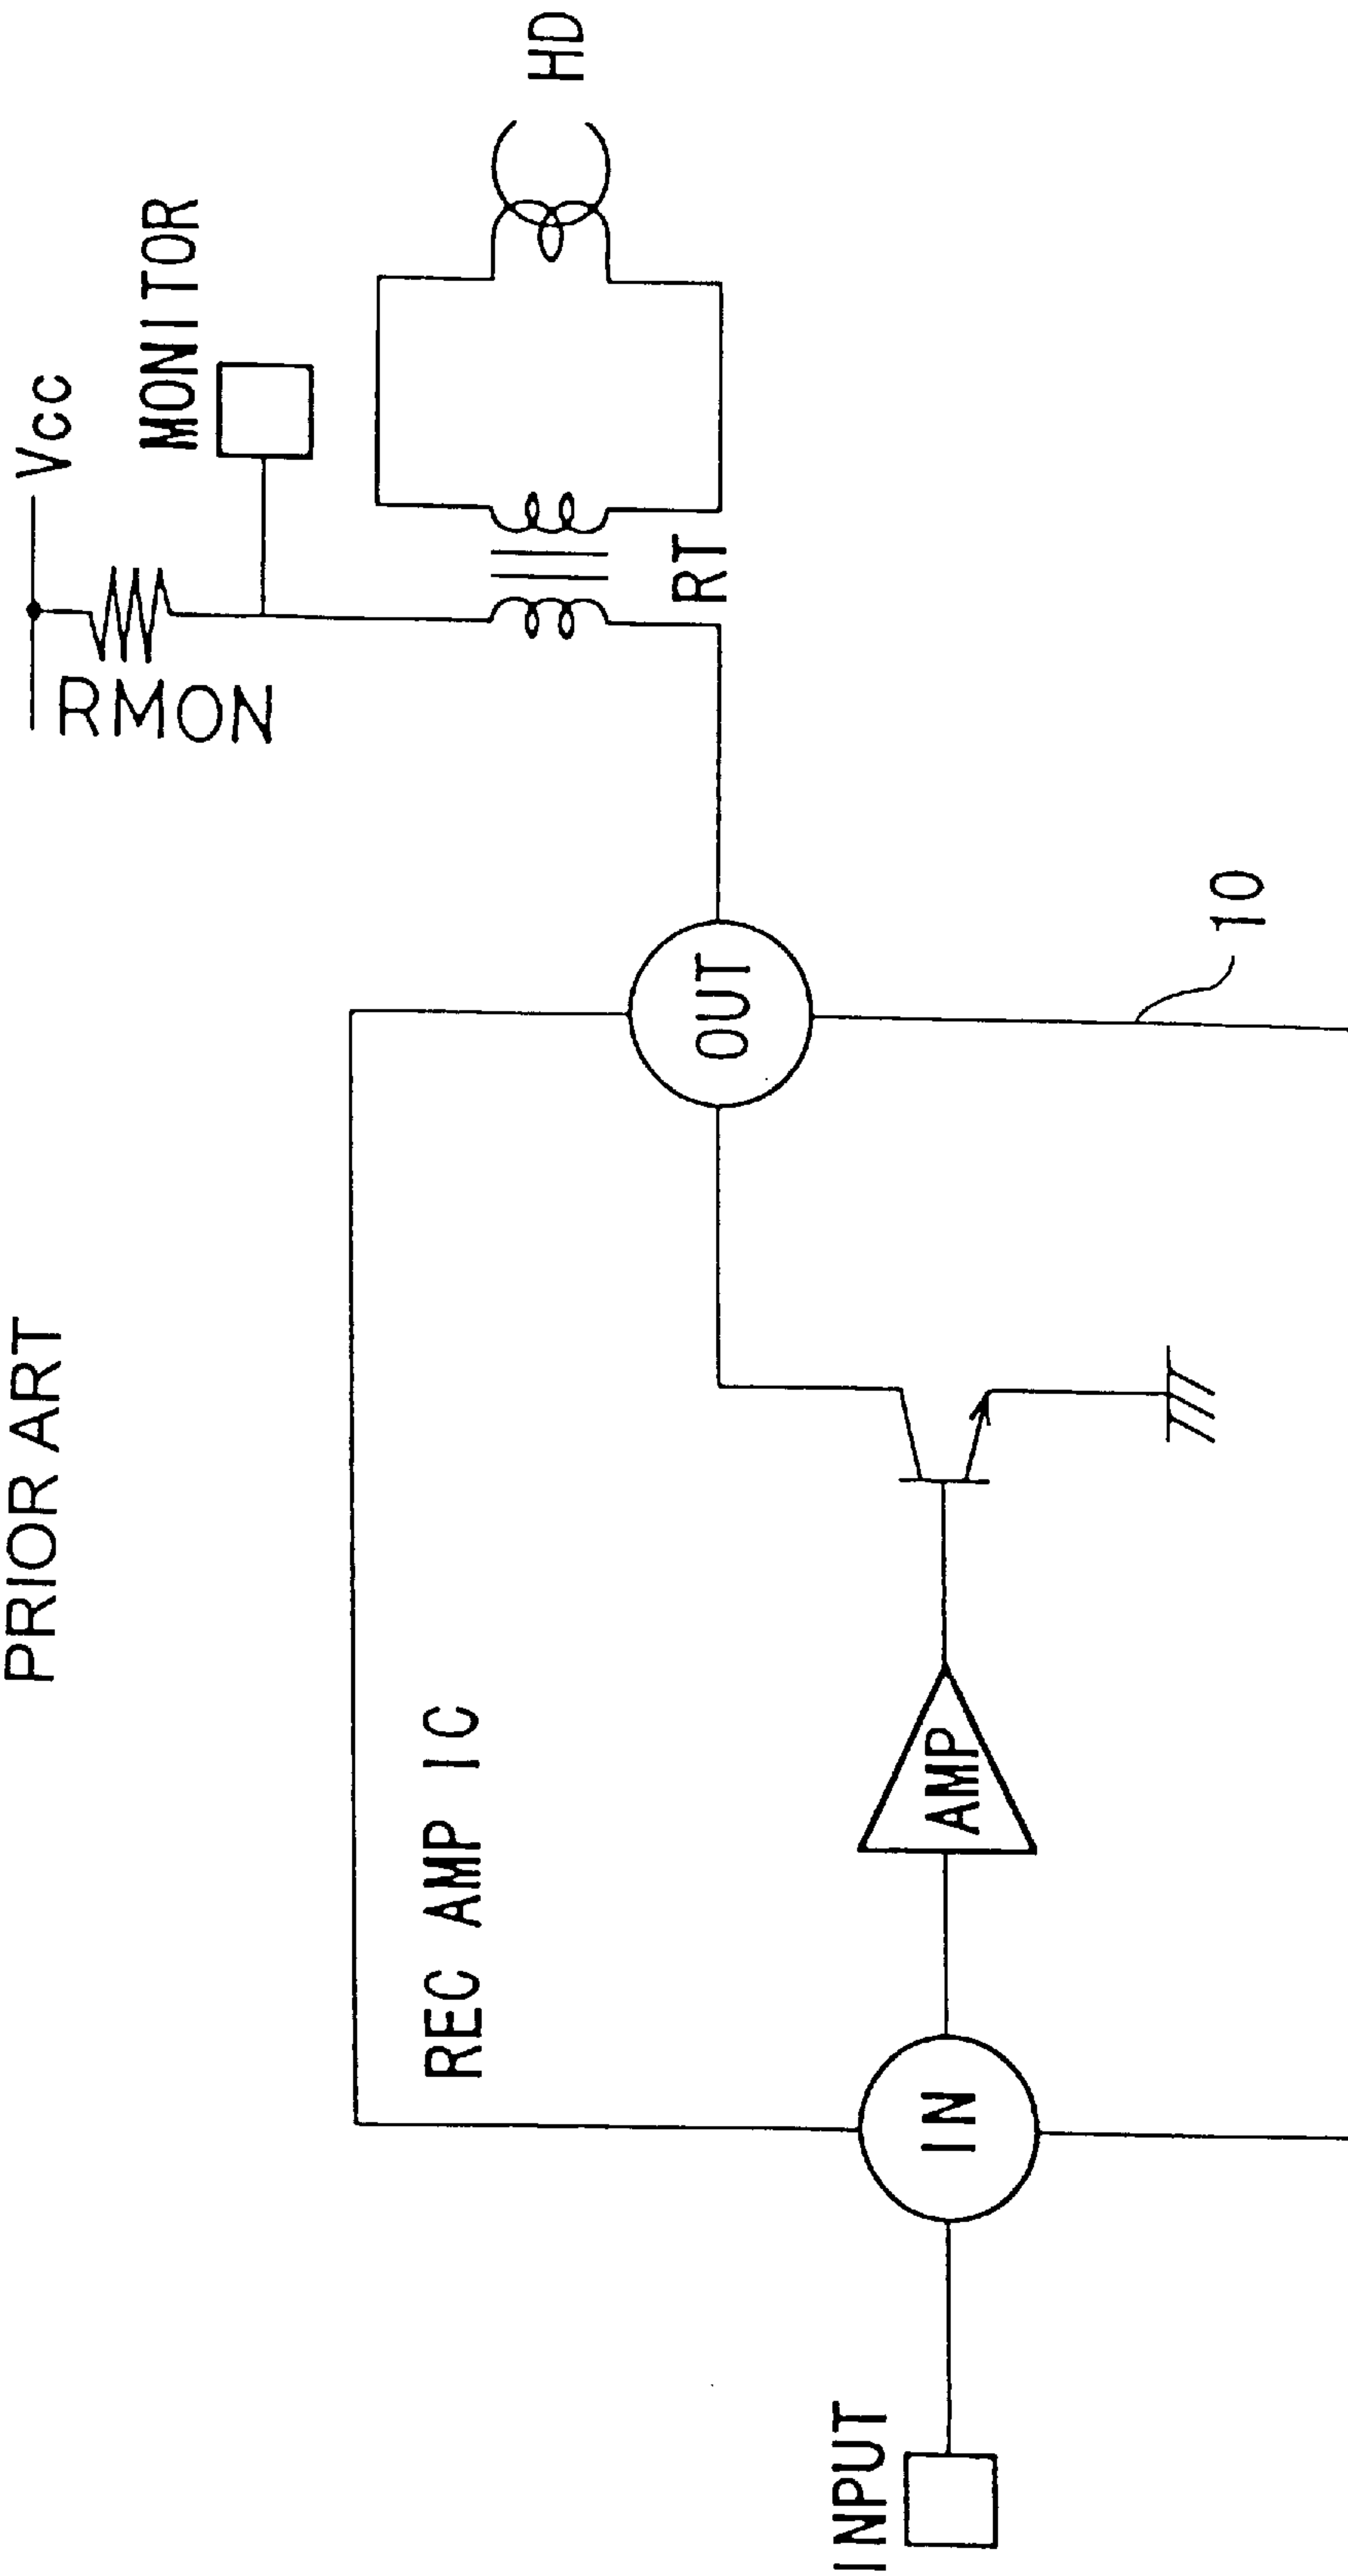 PRIOR ART
Vcc
RMON
MONITOR
HD
RT
REC AMP IC
OUT
10
AMP
IN
INPUT